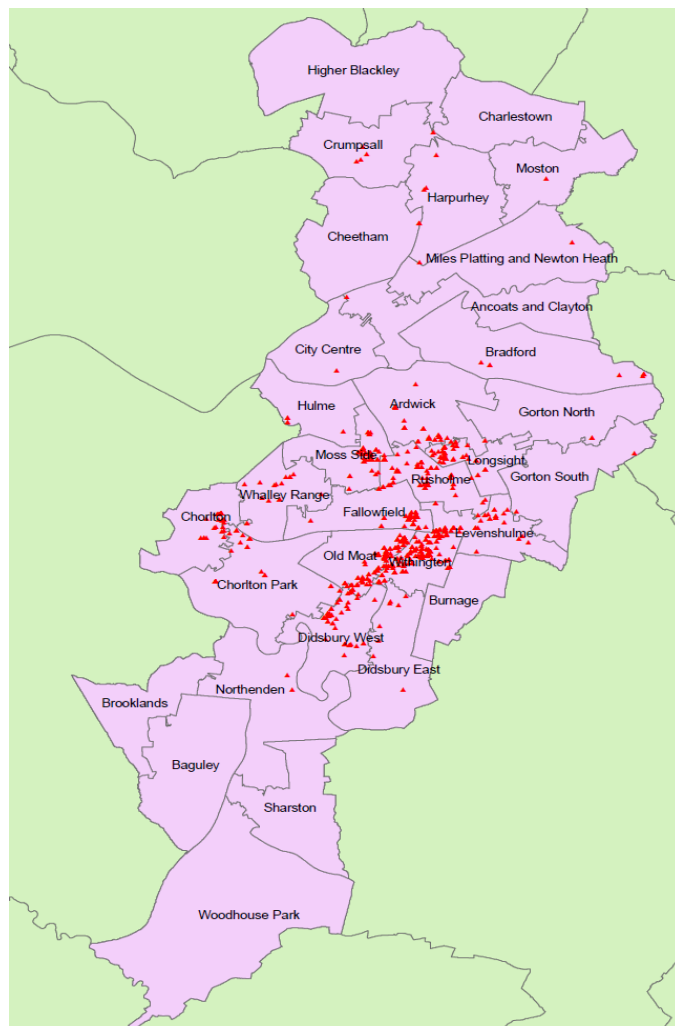 Higher Blackley
Charlestown
Crumpsall
Moston
Harpurhey
Cheetham
Miles Platting and Newton Heath
Ancoats and Clayton
City Centre
Bradford
Hulme
Ardwick
Gorton North
Moss Side
Longsight
Rusholme
Gorton South
Whalley Range
Chorlton
Fallowfield
Levenshulme
Old Moat
Withington
Chorlton Park
Burnage
Didsbury West
Didsbury East
Northenden
Brooklands
Baguley
Sharston
Woodhouse Park